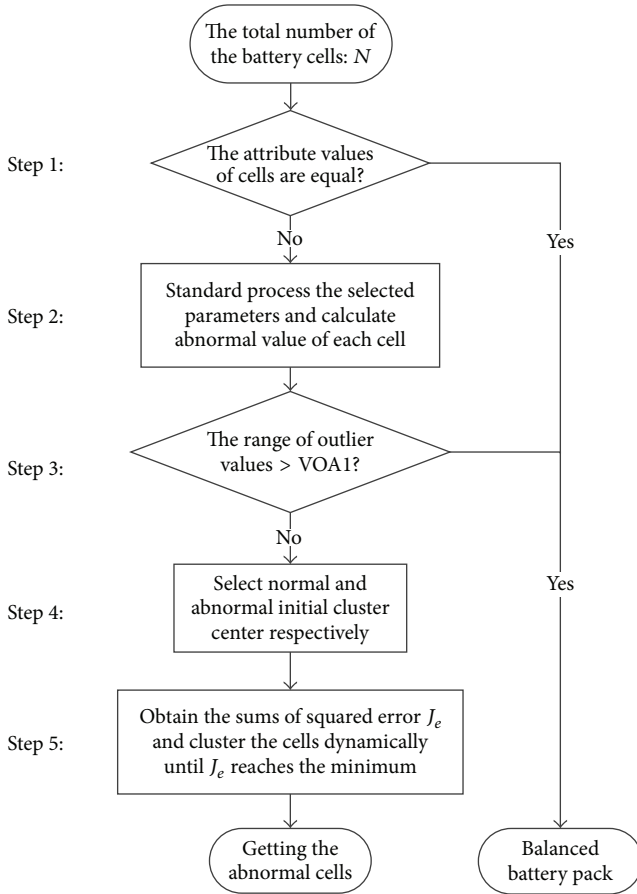 The total number of
the battery cells: N
Step 1:
The attribute values
of cells are equal?
No
Yes
Step 2:
Standard process the selected
parameters and calculate
abnormal value of each cell
Step 3:
The range of outlier
values > VOA1?
No
Yes
Step 4:
Select normal and
abnormal initial cluster
center respectively
Step 5:
Obtain the sums of squared error Je
and cluster the cells dynamically
until Je reaches the minimum
Getting the
abnormal cells
Balanced
battery pack